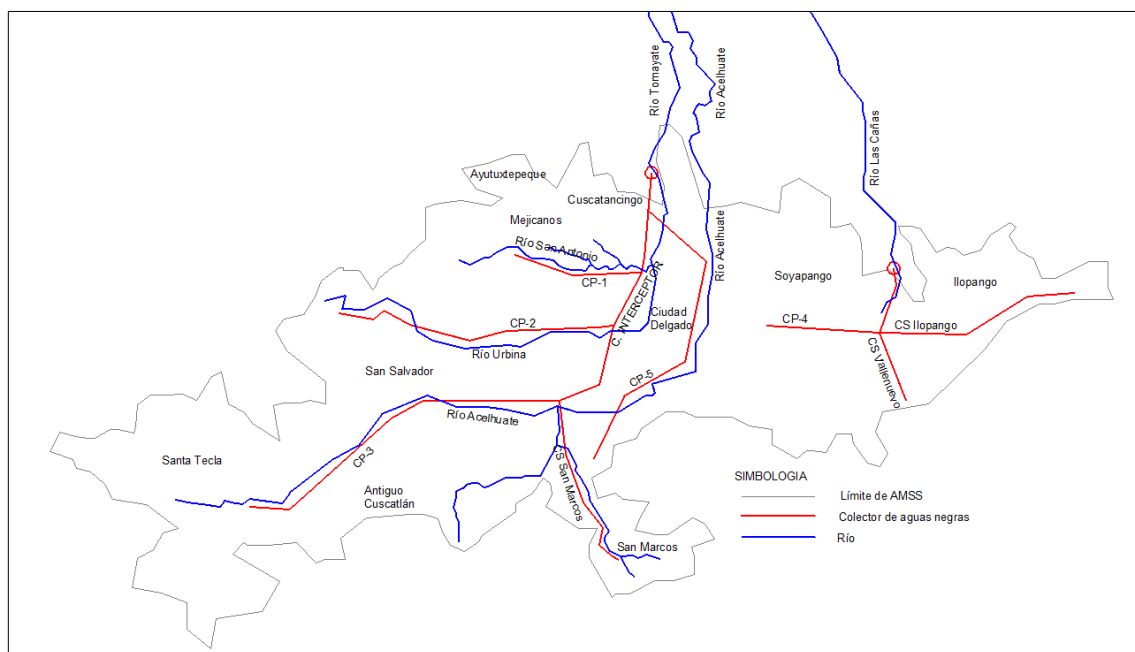 Río Tomayate
Río Acelhuate
Río Las Cañas
Ayutuxtepeque
Cuscatancingo
Mejicanos
Río San Antonio
Río Acelhuate
Soyapango
Ilopango
CP-1
C. INTERCEPTOR
Ciudad
Delgado
CP-2
CP-4
CS Ilopango
Río Urbina
CS Vallenuevo
San Salvador
CP-5
Río Acelhuate
Santa Tecla
CP-3
CS San Marcos
Antiguo
Cuscatlán
San Marcos
SIMBOLOGIA
Límite de AMSS
Colector de aguas negras
Río